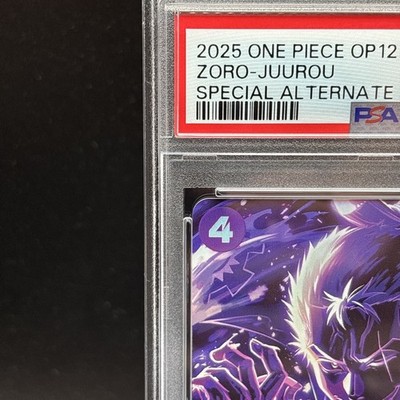 2025 ONE PIECE OP12
ZORO-JUUROU
SPECIAL ALTERNATE
PSA
4